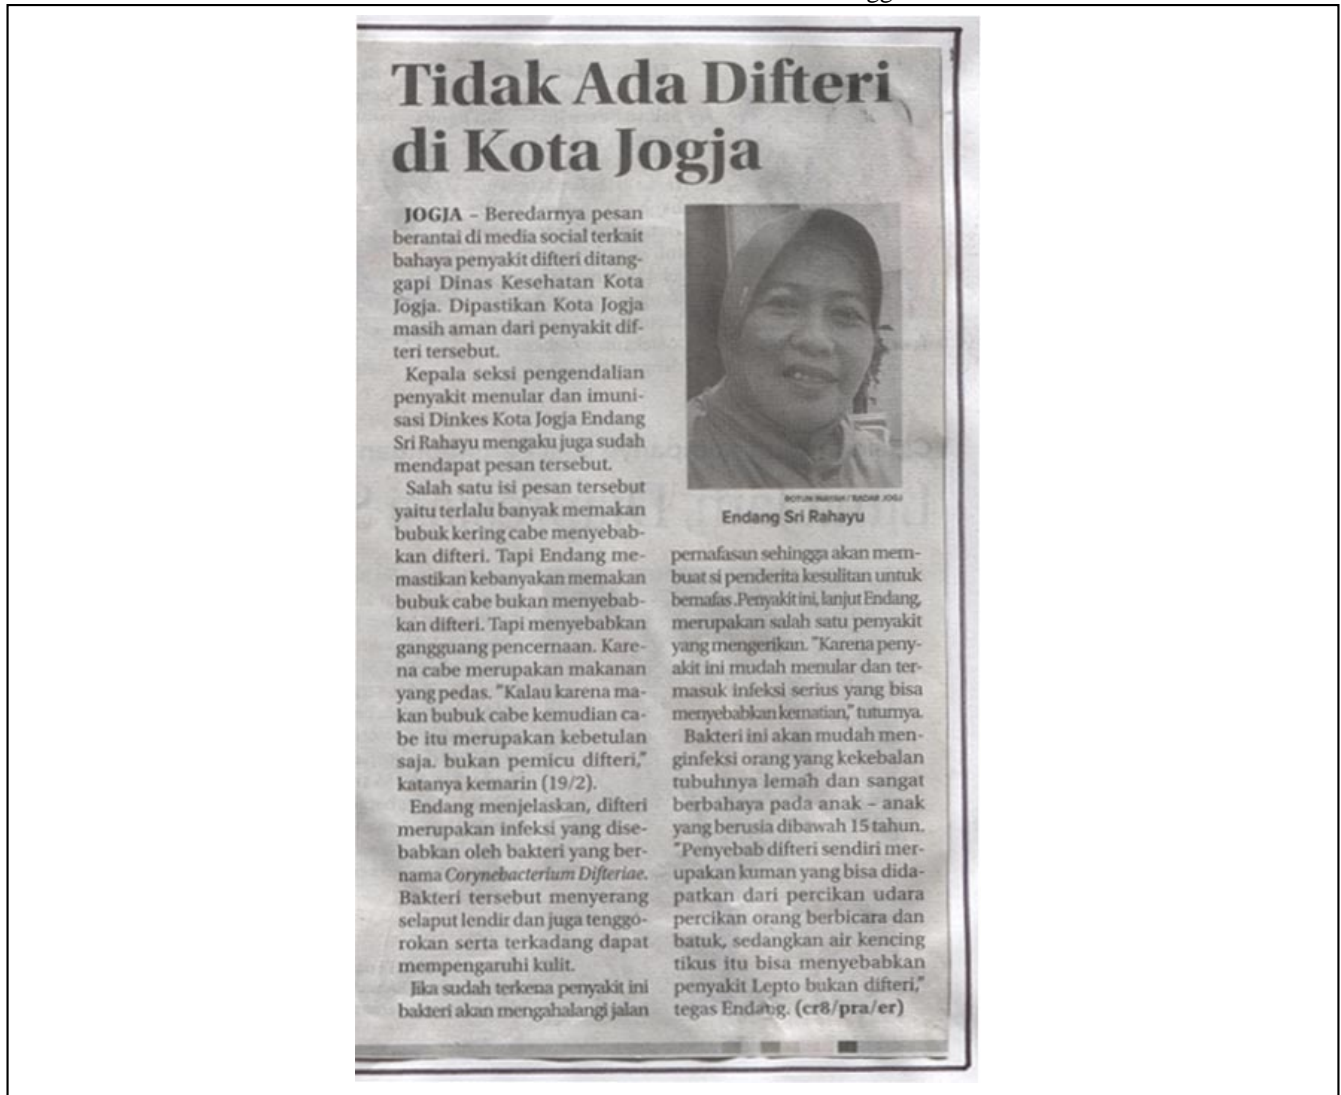 Tidak Ada Difteri
di Kota Jogja
JOGJA – Beredarnya pesan
berantai di media social terkait
bahaya penyakit difteri ditang-
gapi Dinas Kesehatan Kota
Jogja. Dipastikan Kota Jogja
masih aman dari penyakit dif-
teri tersebut.
Kepala seksi pengendalian
penyakit menular dan imuni-
sasi Dinkes Kota Jogja Endang
Sri Rahayu mengaku juga sudah
mendapat pesan tersebut.
Salah satu isi pesan tersebut
yaitu terlalu banyak memakan
bubuk kering cabe menyebab-
kan difteri. Tapi Endang me-
mastikan kebanyakan memakan
bubuk cabe bukan menyebab-
kan difteri. Tapi menyebabkan
gangguang pencernaan. Kare-
na cabe merupakan makanan
yang pedas. "Kalau karena ma-
kan bubuk cabe kemudian ca-
be itu merupakan kebetulan
saja. bukan pemicu difteri,"
katanya kemarin (19/2).
Endang menjelaskan, difteri
merupakan infeksi yang dise-
babkan oleh bakteri yang ber-
nama Corynebacterium Difteriae.
Bakteri tersebut menyerang
selaput lendir dan juga tenggo-
rokan serta terkadang dapat
mempengaruhi kulit.
Jika sudah terkena penyakit ini
bakteri akan mengahalangi jalan
/ RADAR JOGJ
Endang Sri Rahayu
pernafasan sehingga akan mem-
buat si penderita kesulitan untuk
bernafas.Penyakit ini, lanjut Endang,
merupakan salah satu penyakit
yang mengerikan. "Karena peny-
akit ini mudah menular dan ter-
masuk infeksi serius yang bisa
menyebabkan kematian," tuturnya.
Bakteri ini akan mudah men-
ginfeksi orang yang kekebalan
tubuhnya lemah dan sangat
berbahaya pada anak – anak
yang berusia dibawah 15 tahun.
"Penyebab difteri sendiri mer-
upakan kuman yang bisa dida-
patkan dari percikan udara
percikan orang berbicara dan
batuk, sedangkan air kencing
tikus itu bisa menyebabkan
penyakit Lepto bukan difteri,"
tegas Endang. (cr8/pra/er)